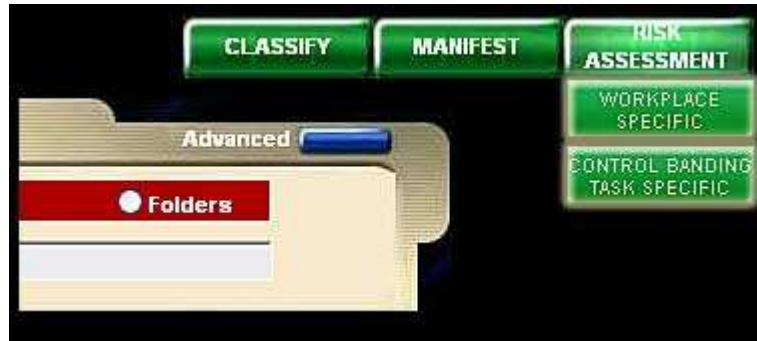 CLASSIFY MANIFEST RISK
ASSESSMENT
WORKPLACE
SPECIFIC
Advanced
CONTROL BANDING
TASK SPECIFIC
Folders